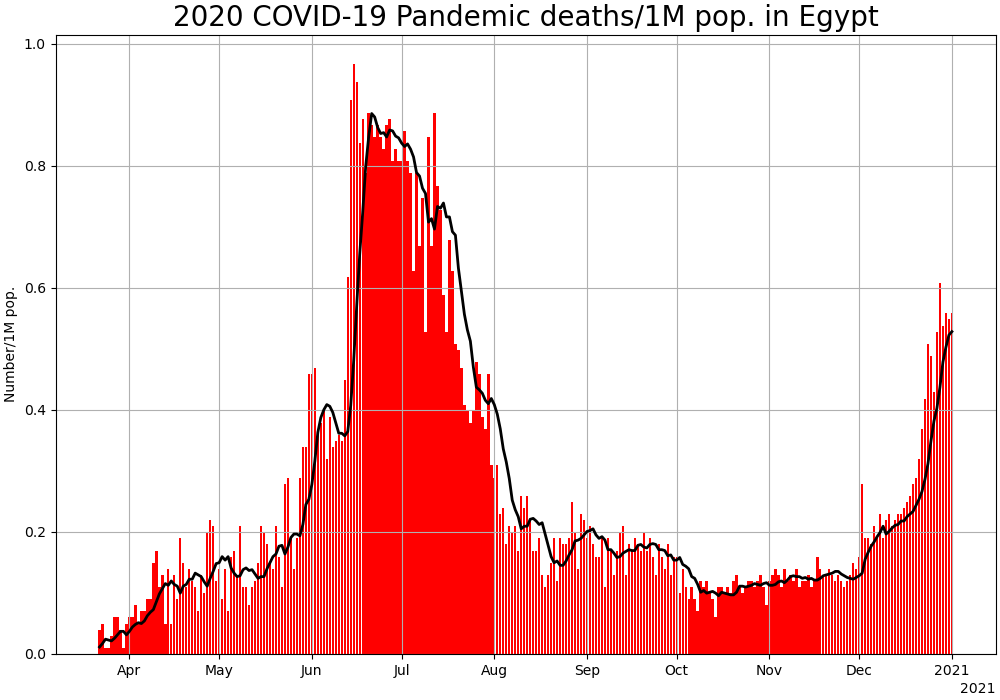 2020 COVID-19 Pandemic deaths/1M pop. in Egypt
Number/1M pop.
1.0
0.8
0.6
0.4
0.2
0.0
Apr May Jun Jul Aug Sep Oct Nov Dec 2021
2021